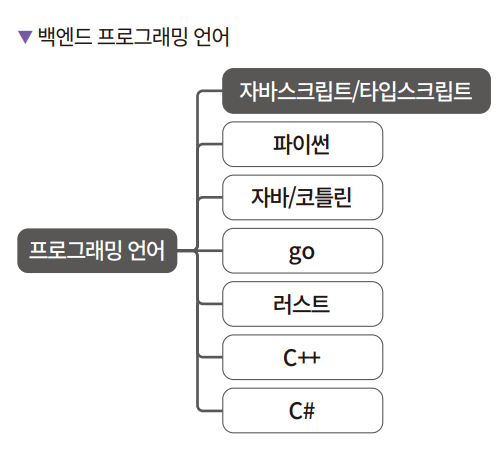 ▼ 백엔드 프로그래밍 언어
자바스크립트/타입스크립트
파이썬
자바/코틀린
프로그래밍 언어
go
러스트
C++
C#